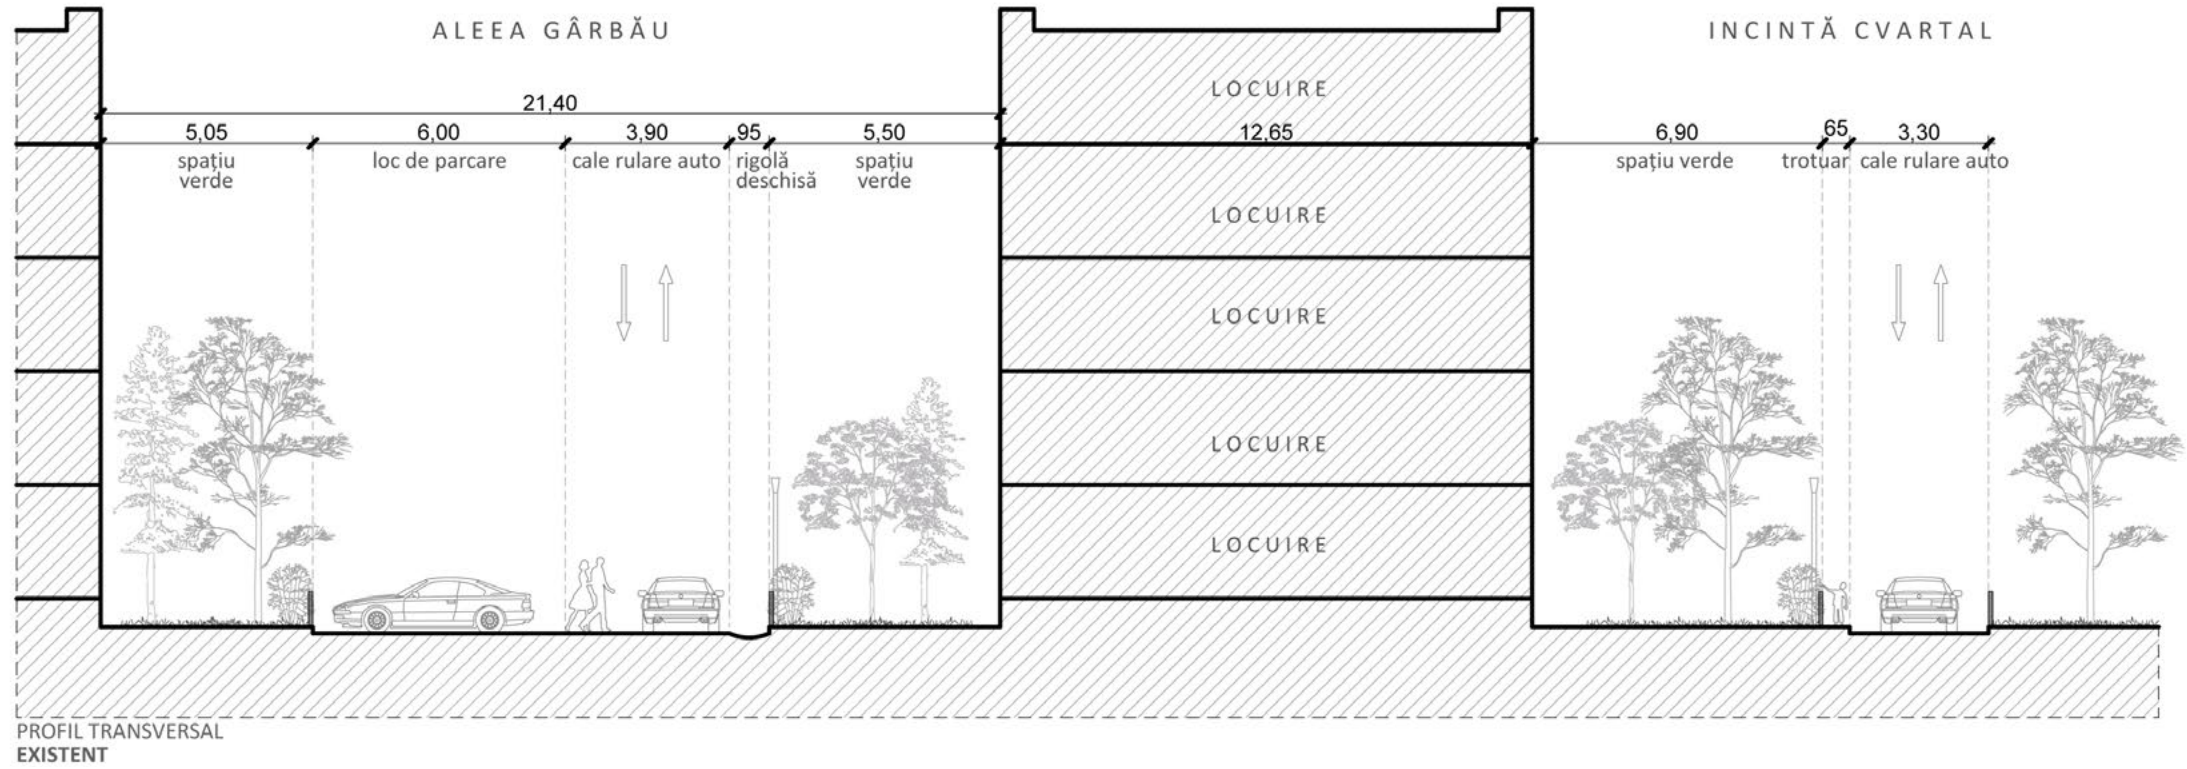 ALEEA GÂRBĂU
INCINTĂ CVARTAL
LOCUIRE
21,40
5,05
6,00
3,90
95
5,50
12,65
6,90
65
3,30
spațiu
verde
loc de parcare
cale rulare auto
rigolă
deschisă
spațiu
verde
spațiu verde
trotuar
cale rulare auto
LOCUIRE
LOCUIRE
LOCUIRE
LOCUIRE
PROFIL TRANSVERSAL
EXISTENT